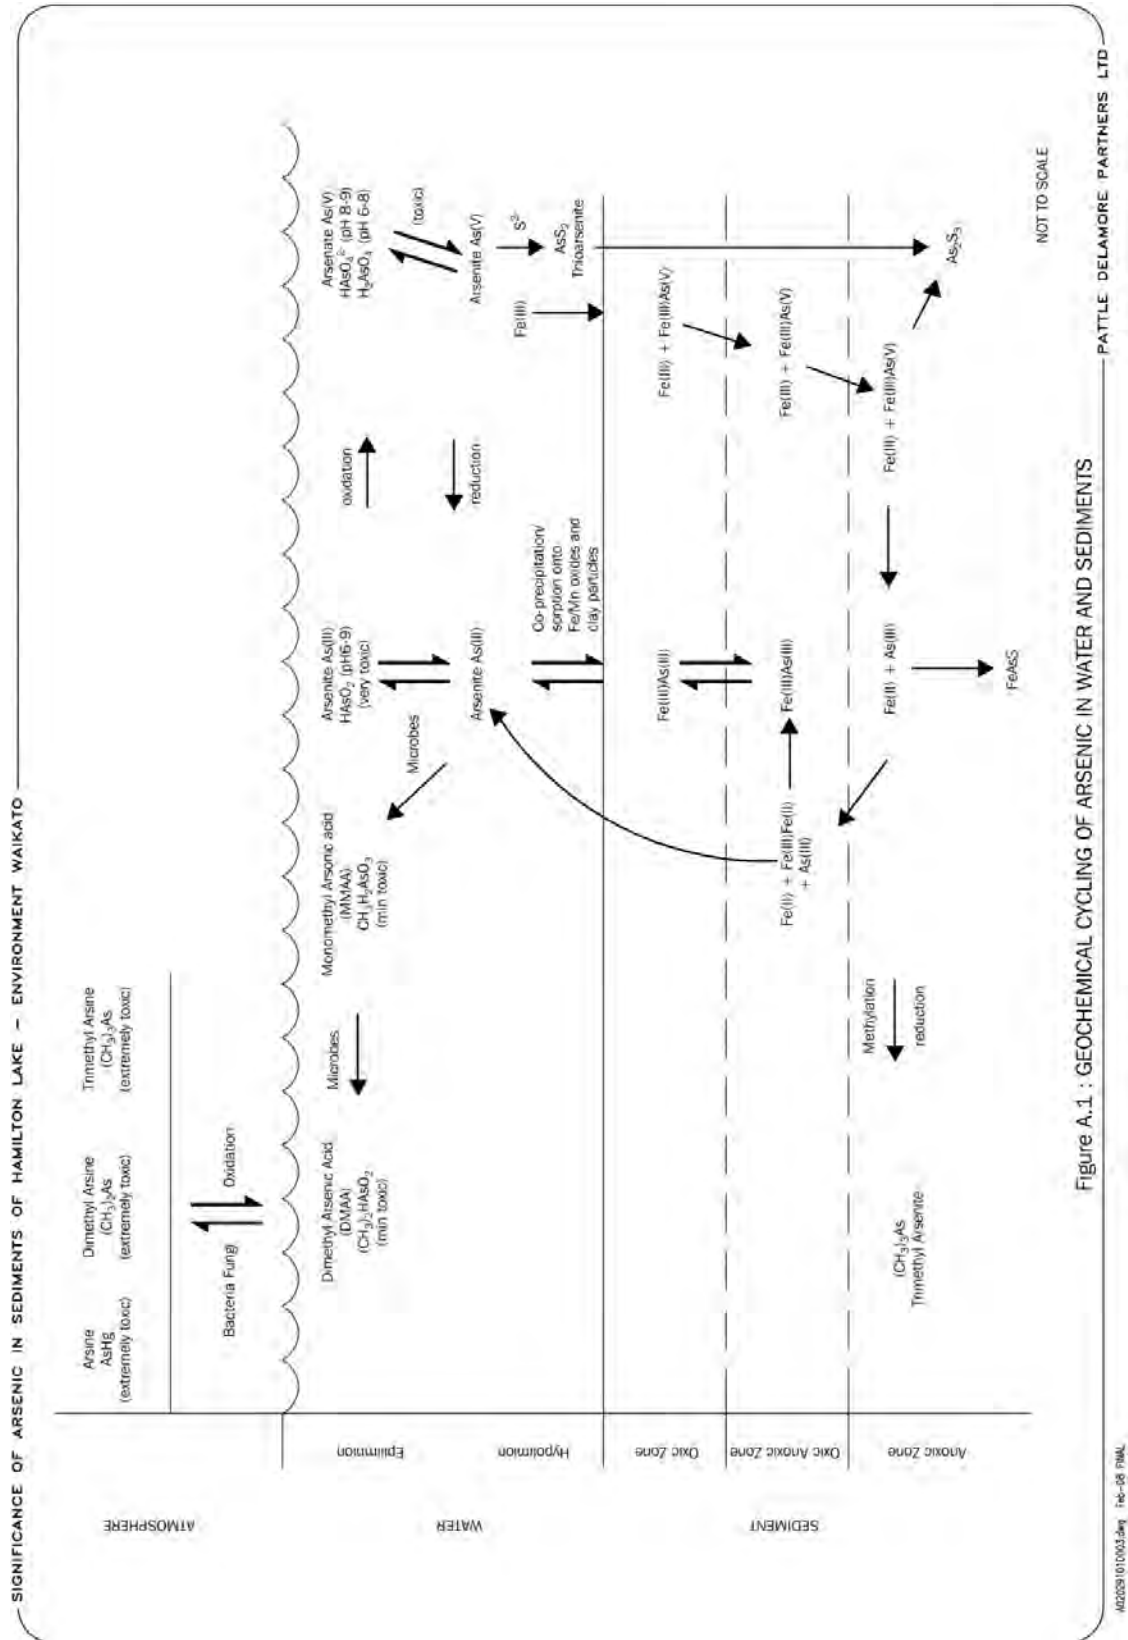 SIGNIFICANCE OF ARSENIC IN SEDIMENTS OF HAMILTON LAKE – ENVIRONMENT WAIKATO
ATMOSPHERE
Arsine
AsHg
(extremely toxic)
Dimethyl Arsine
(CH3)2As
(extremely toxic)
Trimethyl Arsine
(CH3)3As
(extremely toxic)
Bacteria Fungi
Oxidation
WATER
Epilimnion
Dimethyl Arsenic Acid
(DMAA)
(CH3)2HAsO2
(min toxic)
Microbes
Monomethyl Arsonic acid
(MMAA)
CH3H2AsO3
(min toxic)
Microbes
Arsenite As(III)
HAsO2 (pH6-9)
(very toxic)
oxidation
reduction
Arsenate As(V)
HAsO4 2- (pH 8-9)
H2AsO4 (pH 6-8)
(toxic)
Hypolimion
Arsenite As(III)
Arsenite As(V)
S2-
AsS2
Thioarsenite
Fe(III)
Co-precipitation/
sorption onto
Fe/Mn oxides and
clay particles
SEDIMENT
Oxic Zone
Fe(III)As(III)
Fe(III) + Fe(III)As(V)
Oxic Anoxic Zone
Fe(II) + Fe(III)Fe(II)
+ As(III)
Fe(III)As(III)
Fe(III) + Fe(III)As(V)
Anoxic Zone
(CH3)3As
Trimethyl Arsenite
Methylation
reduction
Fe(II) + As(III)
Fe(III) + Fe(III)As(V)
FeAsS
As2S3
NOT TO SCALE
Figure A.1 : GEOCHEMICAL CYCLING OF ARSENIC IN WATER AND SEDIMENTS
PATTLE DELAMORE PARTNERS LTD
Feb-08 FINAL